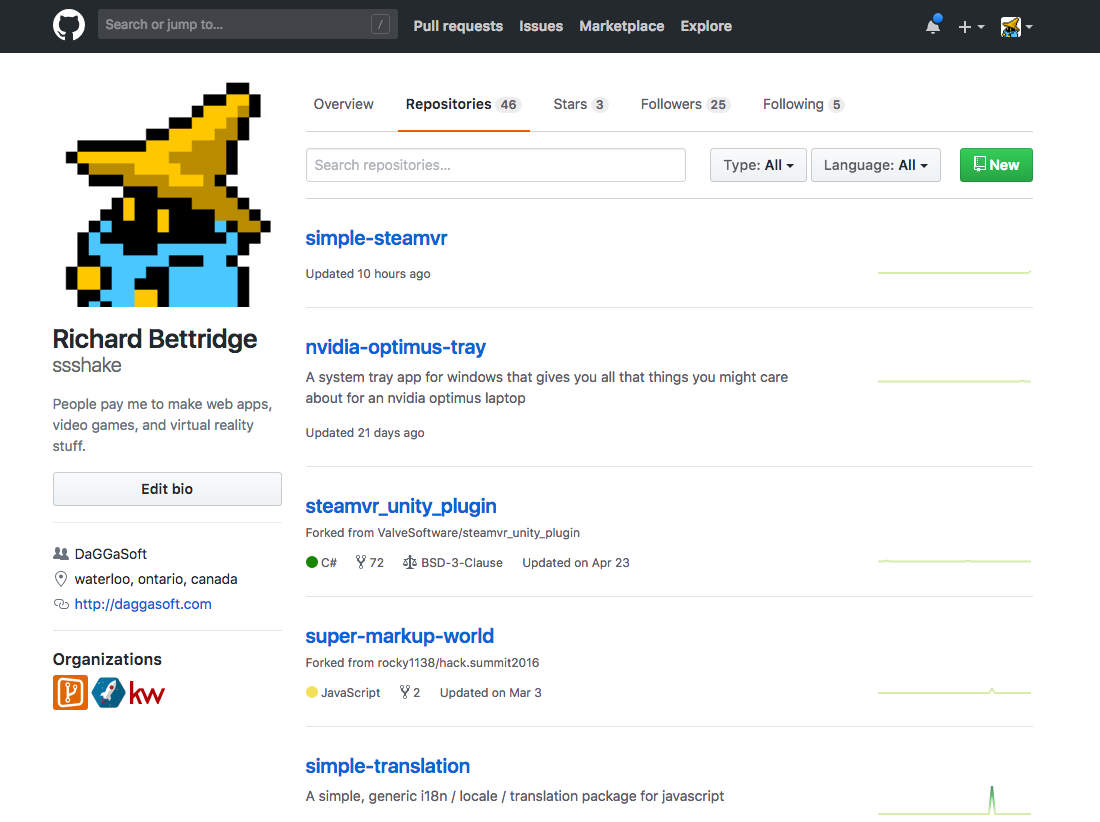 Search or jump to... /
Pull requests Issues Marketplace Explore
Overview Repositories 46 Stars 3 Followers 25 Following 5
Search repositories... Type: All Language: All New
Richard Bettridge
ssshake
People pay me to make web apps,
video games, and virtual reality
stuff.
Edit bio
DaGGaSoft
waterloo, ontario, canada
http://daggasoft.com
Organizations
kw
simple-steamvr
Updated 10 hours ago
nvidia-optimus-tray
A system tray app for windows that gives you all that things you might care
about for an nvidia optimus laptop
Updated 21 days ago
steamvr_unity_plugin
Forked from ValveSoftware/steamvr_unity_plugin
C# 72 BSD-3-Clause Updated on Apr 23
super-markup-world
Forked from rocky1138/hack.summit2016
JavaScript 2 Updated on Mar 3
simple-translation
A simple, generic i18n / locale / translation package for javascript